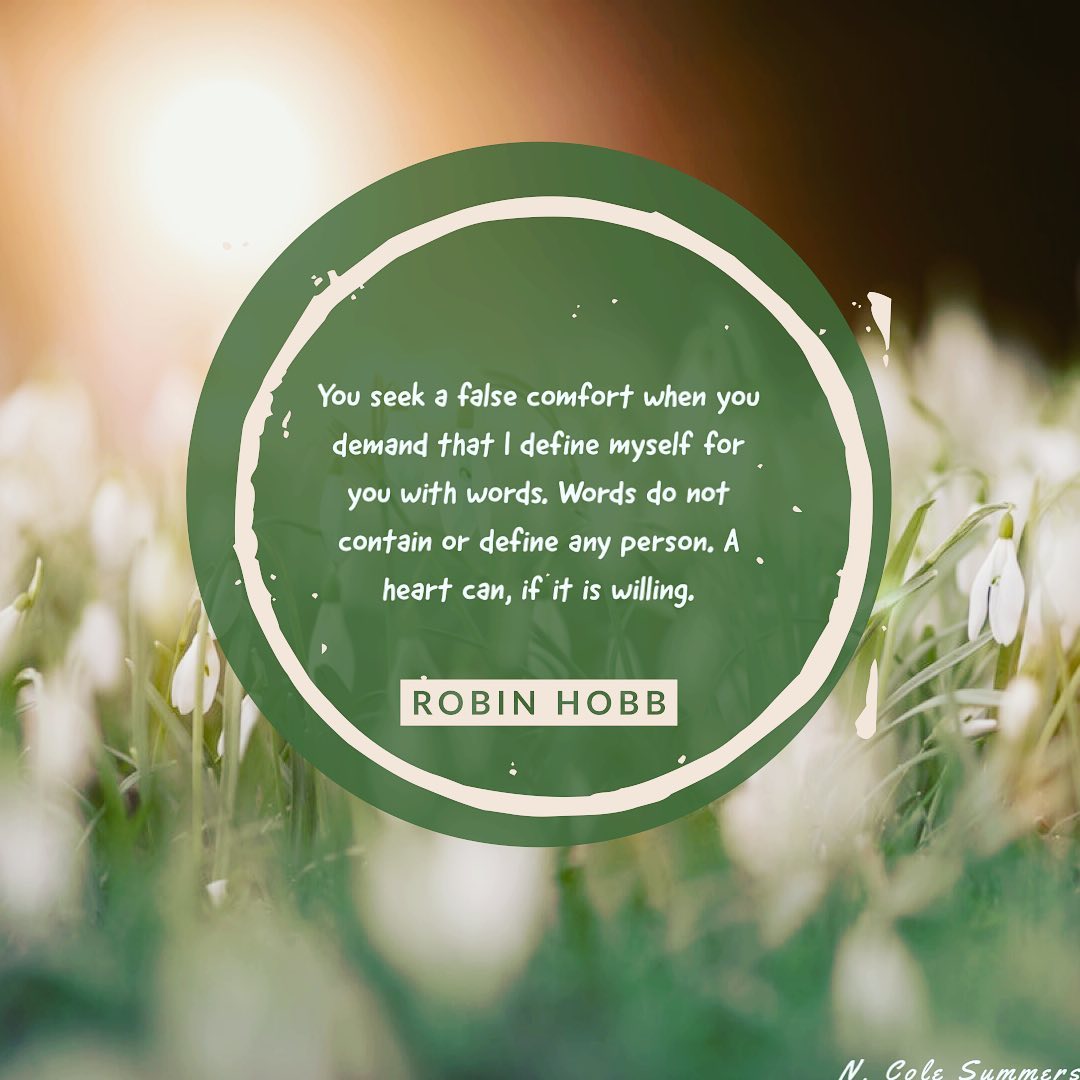 You seek a false comfort when you
demand that I define myself for
you with words. Words do not
contain or define any person. A
heart can, if it is willing.
ROBIN HOBB
N. Cole Summers